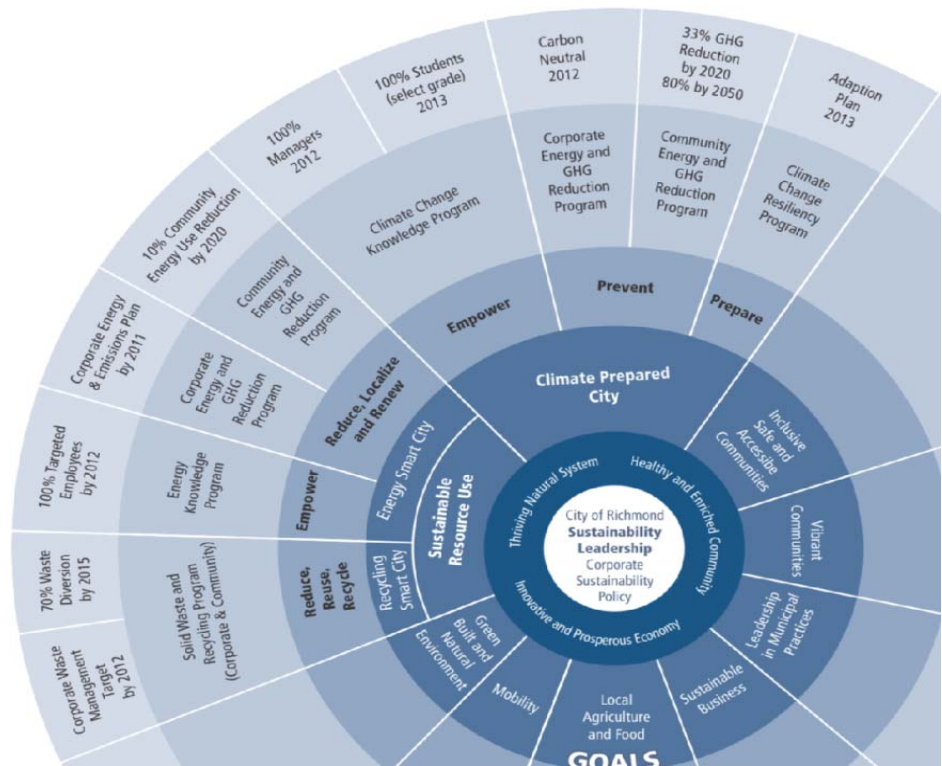 100% Students
(select grade)
2013
Carbon
Neutral
2012
33% GHG
Reduction
by 2020
80% by 2050
Adaption
Plan
2013
100%
Managers
2012
10% Community
Energy Use Reduction
by 2020
Corporate Energy
& Emissions Plan
by 2011
100% Targeted
Employees
by 2012
70% Waste
Diversion
by 2015
Corporate Waste
Management
Target
by 2012
Climate Change
Knowledge Program
Corporate
Energy and
GHG
Reduction
Program
Community
Energy and
GHG
Reduction
Program
Climate
Change
Resiliency
Program
Community
Energy and
GHG
Reduction
Program
Corporate
Energy and
GHG
Reduction
Program
Energy
Knowledge
Program
Solid Waste and
Recycling Program
(Corporate & Community)
Empower
Prevent
Prepare
Reduce, Localize
and Renew
Empower
Reduce,
Reuse,
Recycle
Climate Prepared
City
Energy Smart City
Sustainable
Resource Use
Recycling
Smart City
Inclusive
Safe and
Accessibe
Communities
Vibrant
Communities
Leadership
in Municipal
Practices
Sustainable
Business
Local
Agriculture
and Food
Mobility
Green
Built and
Natural
Environment
Thriving Natural System
Healthy and Enriched Community
Innovative and Prosperous Economy
City of Richmond
Sustainability
Leadership
Corporate
Sustainability
Policy
GOALS